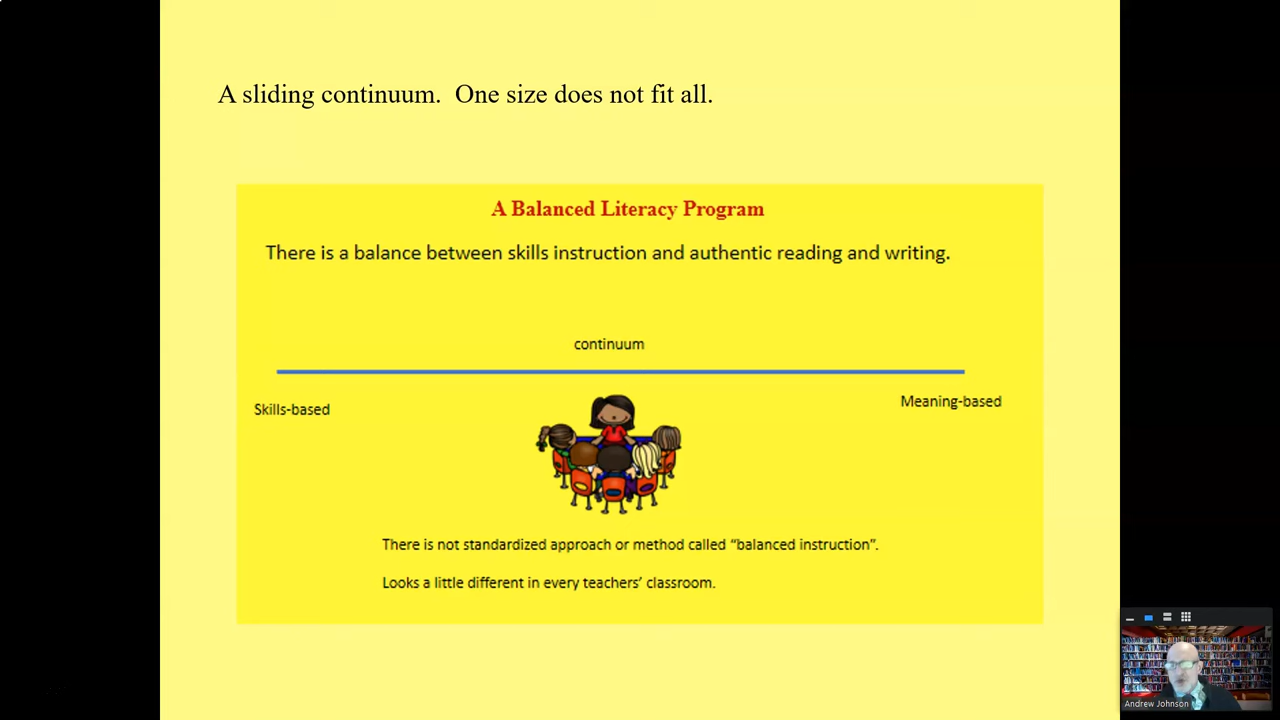 A sliding continuum.  One size does not fit all.
A Balanced Literacy Program
There is a balance between skills instruction and authentic reading and writing.
continuum
Skills-based
Meaning-based
There is not standardized approach or method called “balanced instruction”.
Looks a little different in every teachers’ classroom.
Andrew Johnson